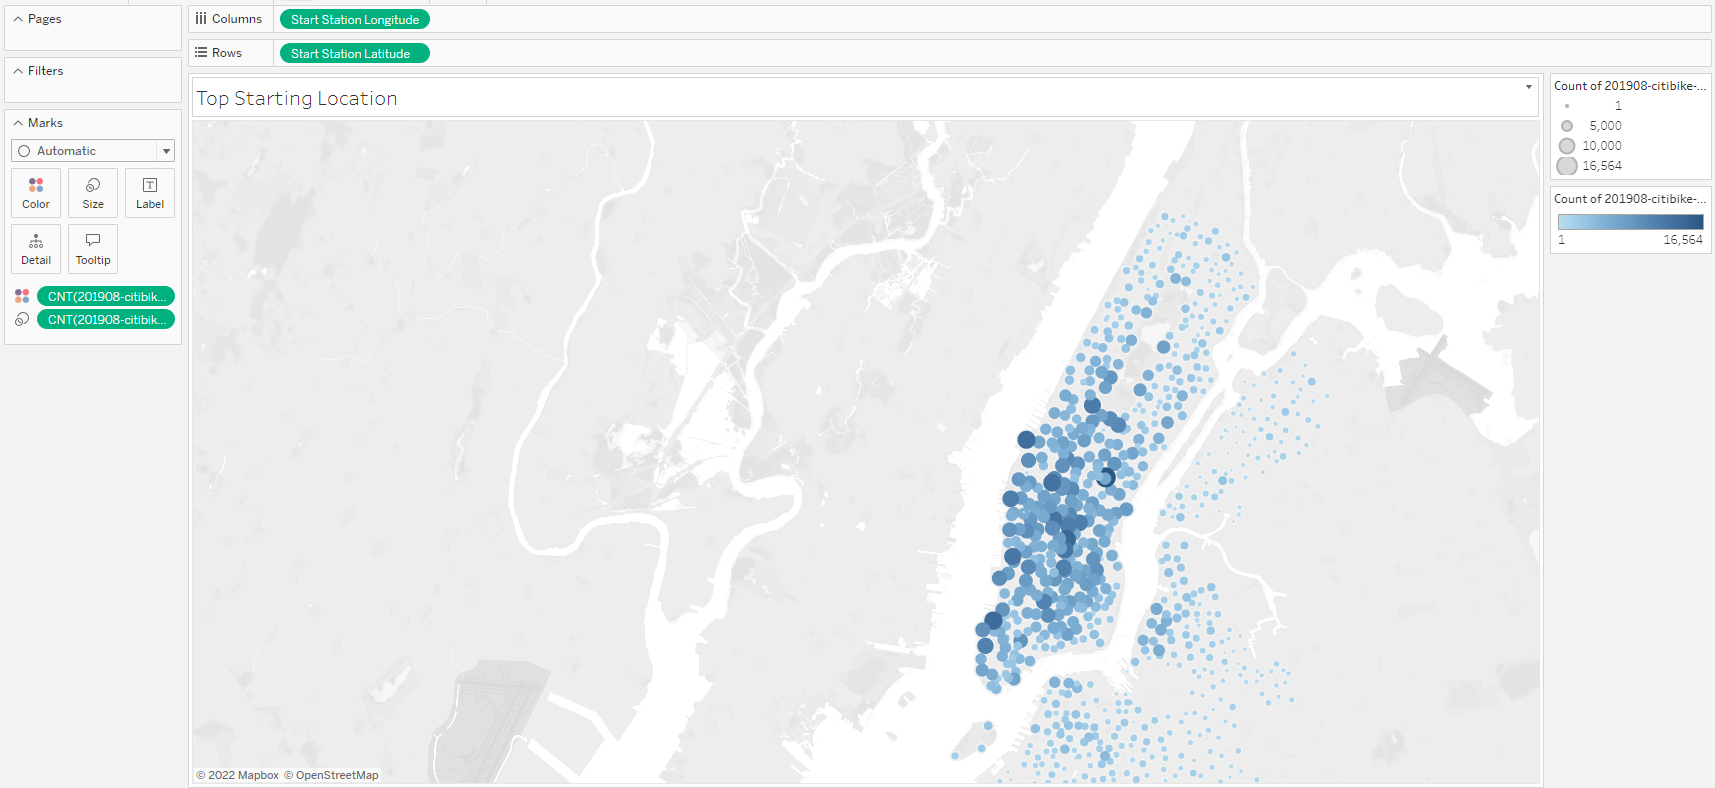 Pages
Filters
Marks
Automatic
Color
Size
Label
Detail
Tooltip
CNT(201908-citibik...
CNT(201908-citibik...
Columns
Start Station Longitude
Rows
Start Station Latitude
Top Starting Location
© 2022 Mapbox © OpenStreetMap
Count of 201908-citibike-...
1
5,000
10,000
16,564
Count of 201908-citibike-...
1 16,564